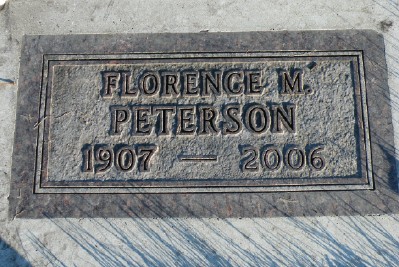 FLORENCE M.
PETERSON
1907 — 2006